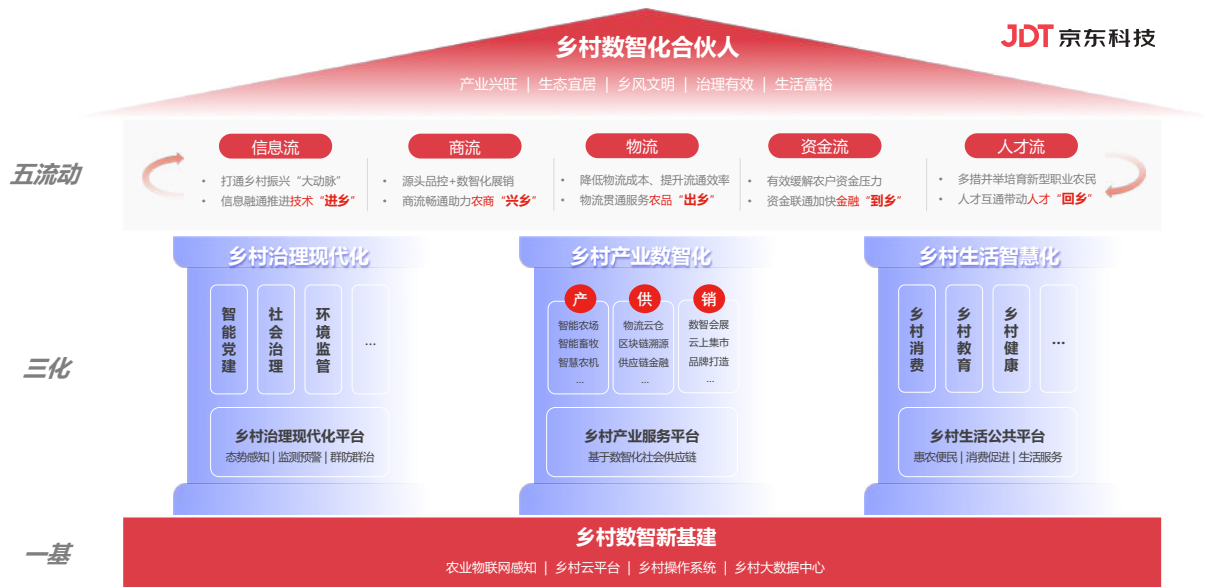 乡村数智化合伙人
JDT 京东科技
产业兴旺 | 生态宜居 | 乡风文明 | 治理有效 | 生活富裕
五流动
信息流
• 打通乡村振兴“大动脉”
• 信息融通推进技术“进乡”
商流
• 源头品控+数智化展销
• 商流畅通助力农商“兴乡”
物流
• 降低物流成本、提升流通效率
• 物流贯通服务农品“出乡”
资金流
• 有效缓解农户资金压力
• 资金联通加快金融“到乡”
人才流
• 多措并举培育新型职业农民
• 人才互通带动人才“回乡”
三化
乡村治理现代化
智能党建
社会治理
环境监管
...
乡村治理现代化平台
态势感知 | 监测预警 | 群防群治
乡村产业数智化
产
智能农场
智能畜牧
智慧农机
...
供
物流云仓
区块链溯源
供应链金融
...
销
数智会展
云上集市
品牌打造
...
乡村产业服务平台
基于数智化社会供应链
乡村生活智慧化
乡村消费
乡村教育
乡村健康
...
乡村生活公共平台
惠农便民 | 消费促进 | 生活服务
一基
乡村数智新基建
农业物联网感知 | 乡村云平台 | 乡村操作系统 | 乡村大数据中心